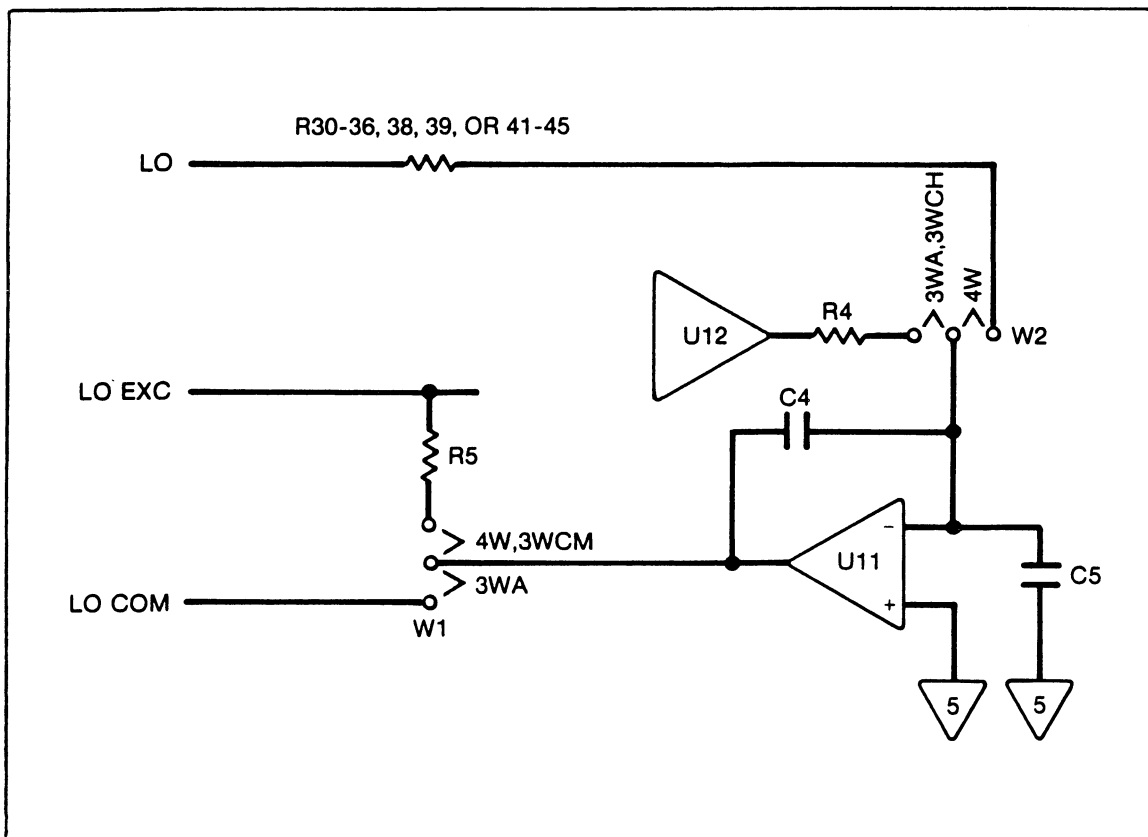 R30-36, 38, 39, OR 41-45
LO
3WA,3WCH
4W
U12
R4
W2
LO EXC
C4
R5
4W,3WCM
3WA
U11
−
+
C5
LO COM
W1
5
5